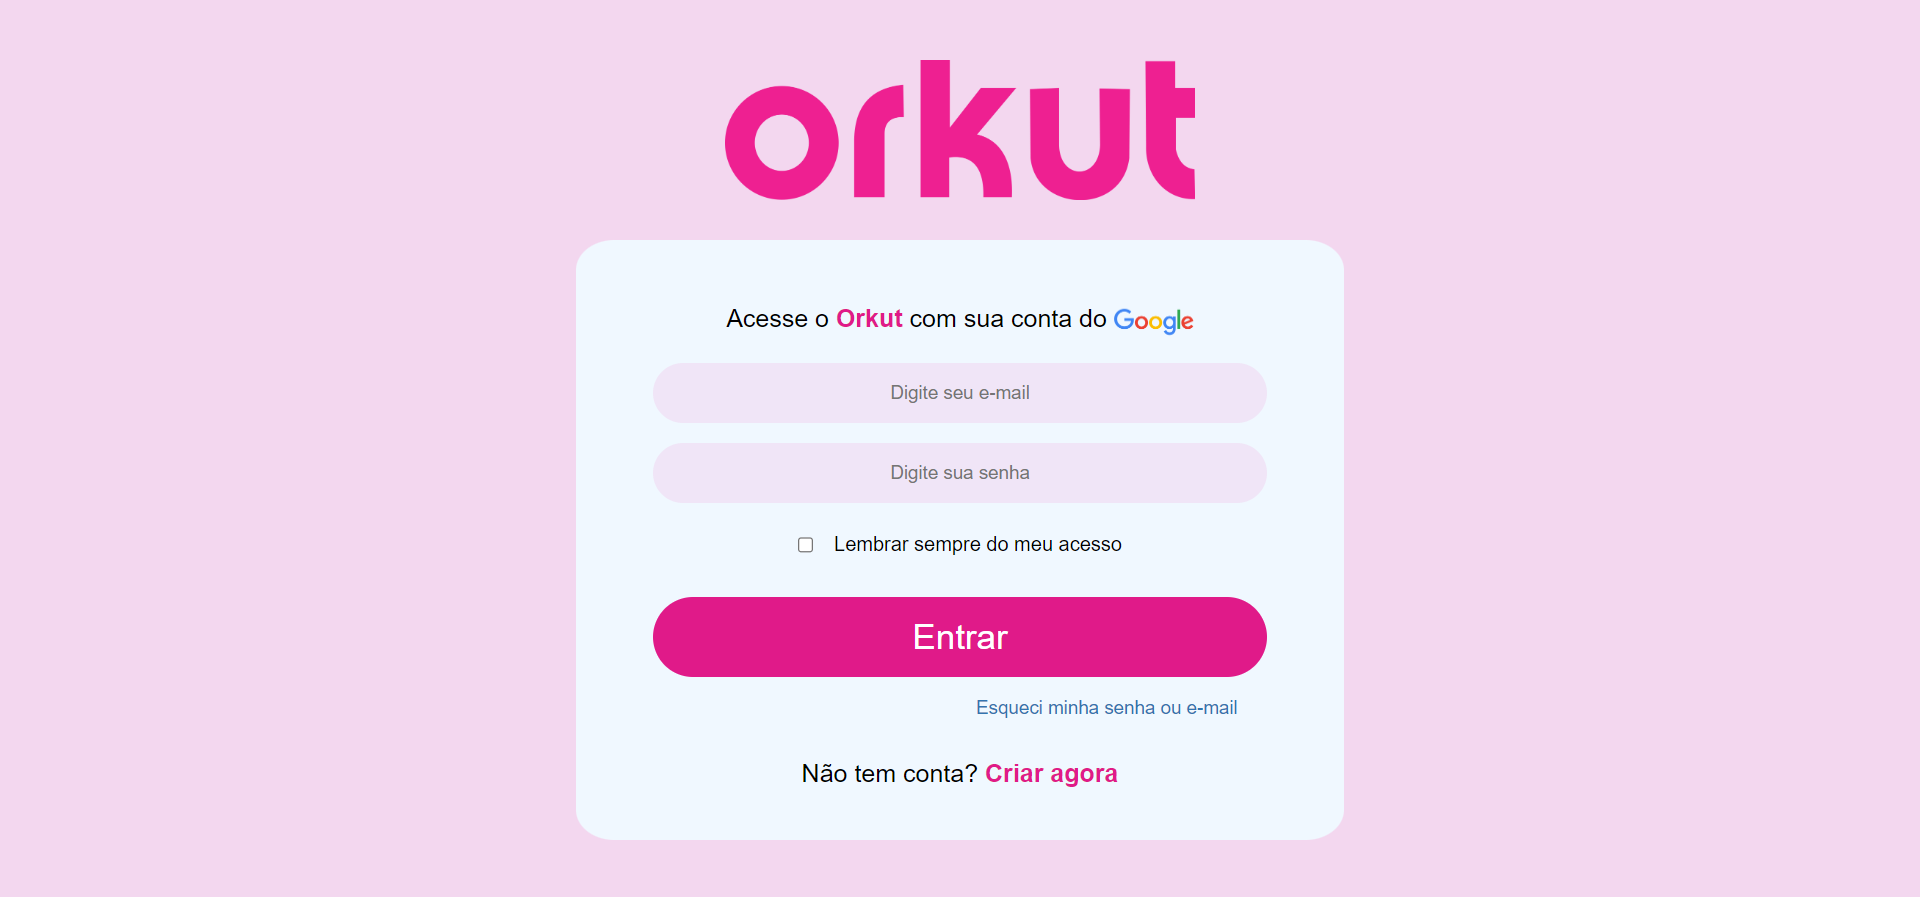 orkut
Acesse o Orkut com sua conta do Google
Digite seu e-mail
Digite sua senha
Lembrar sempre do meu acesso
Entrar
Esqueci minha senha ou e-mail
Não tem conta? Criar agora